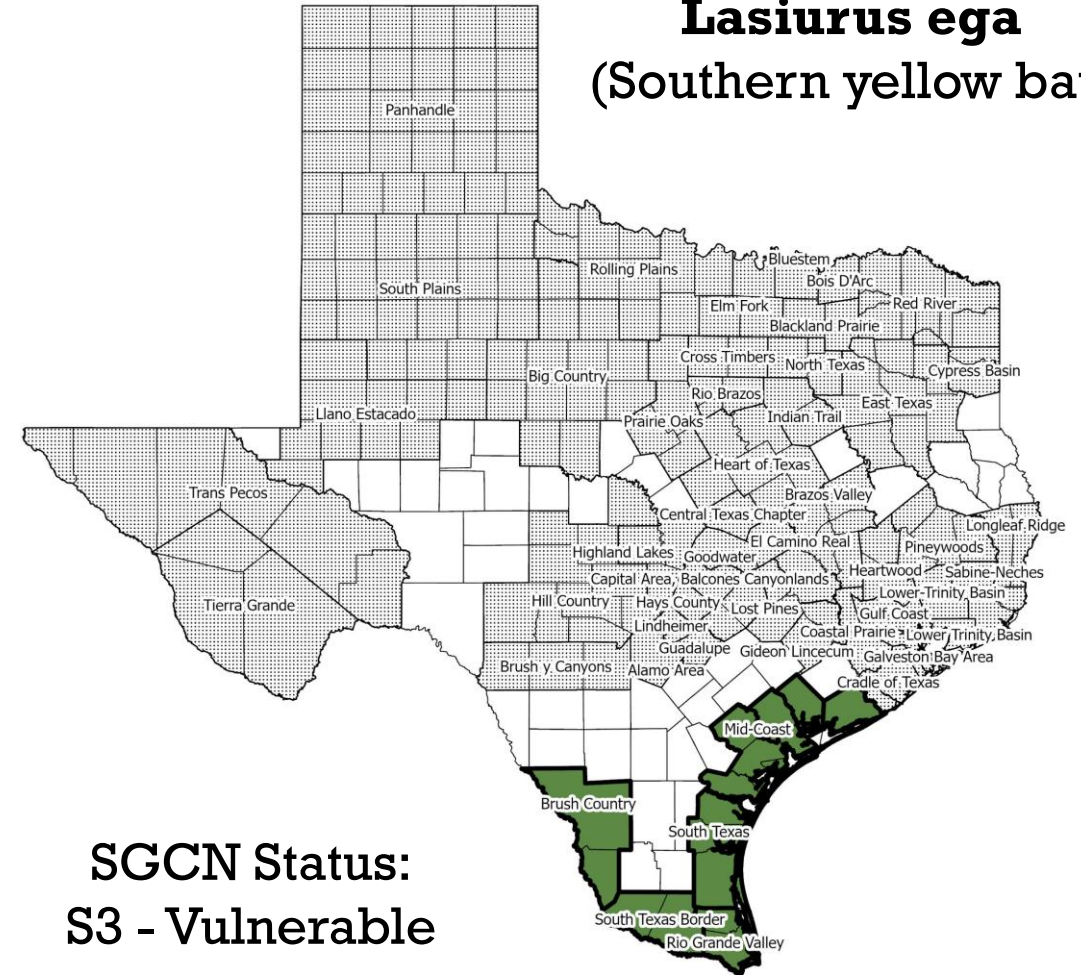 Lasiurus ega
(Southern yellow ba
Panhandle
Bluestem
Rolling Plains
Bois D'Arc
South Plains
Red River
Elm Fork
Blackland Prairie
Cross Timbers
North Texas
Cypress Basin
Big Country
Rio Brazos
East Texas
Llano Estacado
Prairie Oaks
Indian Trail
Heart of Texas
Trans Pecos
Brazos Valley
Central Texas Chapter
Longleaf Ridge
El Camino Real
Pineywoods
Highland Lakes
Goodwater
Heartwood
Sabine-Neches
Capital Area
Balcones Canyonlands
Lower-Trinity Basin
Hill Country
Hays County
Lost Pines
Tierra Grande
Gulf Coast
Lindheimer
Coastal Prairie
Lower Trinity Basin
Guadalupe
Gideon Lincecum
Galveston Bay Area
Brush y Canyons
Alamo Area
Cradle of Texas
Mid-Coast
Brush Country
South Texas
SGCN Status:
S3 - Vulnerable
South Texas Border
Rio Grande Valley